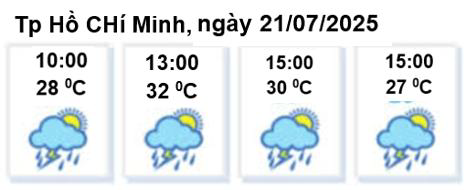 Tp Hồ CHí Minh, ngày 21/07/2025
10:00 13:00 15:00 15:00
28 ⁰C 32 ⁰C 30 ⁰C 27 ⁰C